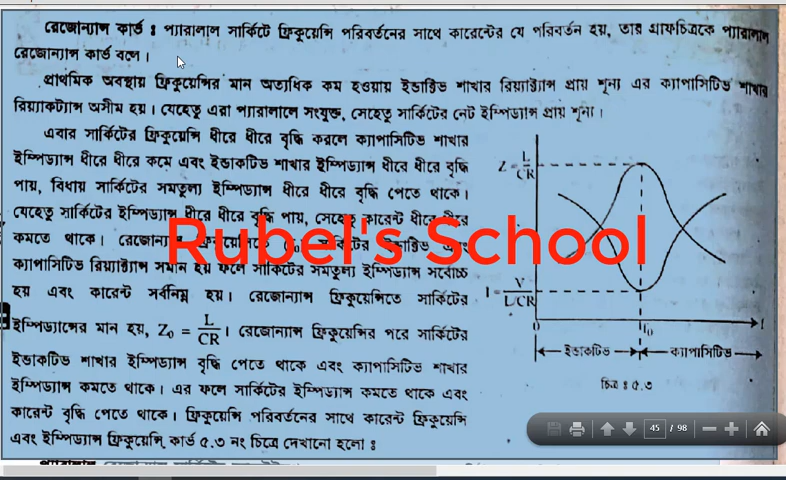 রেজোন্যান্স কার্ভ : প্যারালাল সার্কিটে ফ্রিকুয়েন্সি পরিবর্তনের সাথে কারেন্টের যে পরিবর্তন হয়, তার গ্রাফচিত্রকে প্যারালাল
রেজোন্যান্স কার্ভ বলে।
প্রাথমিক অবস্থায় ফ্রিকুয়েন্সির মান অত্যধিক কম হওয়ায় ইন্ডাক্টিভ শাখার রিয়্যাক্ট্যান্স প্রায় শূন্য এর ক্যাপাসিটিভ শাখার
রিয়্যাকট্যান্স অসীম হয়। যেহেতু এরা প্যারালালে সংযুক্ত, সেহেতু সার্কিটের নেট ইম্পিড্যান্স প্রায় শূন্য।
এবার সার্কিটের ফ্রিকুয়েন্সি ধীরে ধীরে বৃদ্ধি করলে ক্যাপাসিটিভ শাখার
ইম্পিড্যান্স ধীরে ধীরে কমে এবং ইন্ডাকটিভ শাখার ইম্পিড্যান্স ধীরে ধীরে বৃদ্ধি
পায়, বিধায় সার্কিটের সমতুল্য ইম্পিড্যান্স ধীরে ধীরে বৃদ্ধি পেতে থাকে।
যেহেতু সার্কিটের ইম্পিড্যান্স ধীরে ধীরে বৃদ্ধি পায়, সেহেতু কারেন্ট ধীরে ধীরে
কমতে থাকে। সার্কিটের
Rubel's School
ক্যাপাসিটিভ রিয়্যাক্ট্যান্স সমান হয় ফলে সার্কিটের সমতুল্য ইম্পিড্যান্স সর্বোচ্চ
হয় এবং কারেন্ট সর্বনিম্ন হয়। রেজোন্যান্স ফ্রিকুয়েন্সিতে সার্কিটের
ইম্পিড্যান্সের মান হয়, Z₀ = L/CR। রেজোন্যান্স ফ্রিকুয়েন্সির পরে সার্কিটের
ইন্ডাকটিভ শাখার ইম্পিড্যান্স বৃদ্ধি পেতে থাকে এবং ক্যাপাসিটিভ শাখার
ইম্পিড্যান্স কমতে থাকে। এর ফলে সার্কিটের ইম্পিড্যান্স কমতে থাকে এবং
কারেন্ট বৃদ্ধি পেতে থাকে। ফ্রিকুয়েন্সি পরিবর্তনের সাথে কারেন্ট ফ্রিকুয়েন্সি
এবং ইম্পিড্যান্স ফ্রিকুয়েন্সি কার্ভ ৫.৩ নং চিত্রে দেখানো হলো :
Z = L/CR
I = V/L/CR
0 f₀ f
ইন্ডাকটিভ ক্যাপাসিটিভ
চিত্র : ৫.৩
45 / 98